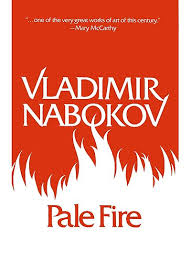 "...one of the very great works of art of this century."
Mary McCarthy
VLADIMIR
NABOKOV
Pale Fire